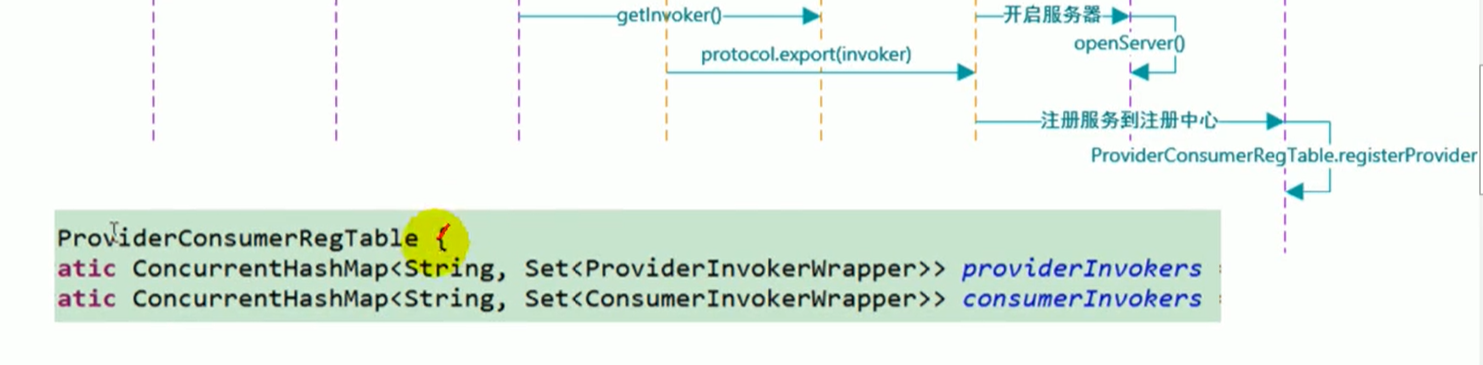 getInvoker()
开启服务器
openServer()
protocol.export(invoker)
注册服务到注册中心
ProviderConsumerRegTable.registerProvider
ProviderConsumerRegTable {
atic ConcurrentHashMap<String, Set<ProviderInvokerWrapper>> providerInvokers
atic ConcurrentHashMap<String, Set<ConsumerInvokerWrapper>> consumerInvokers